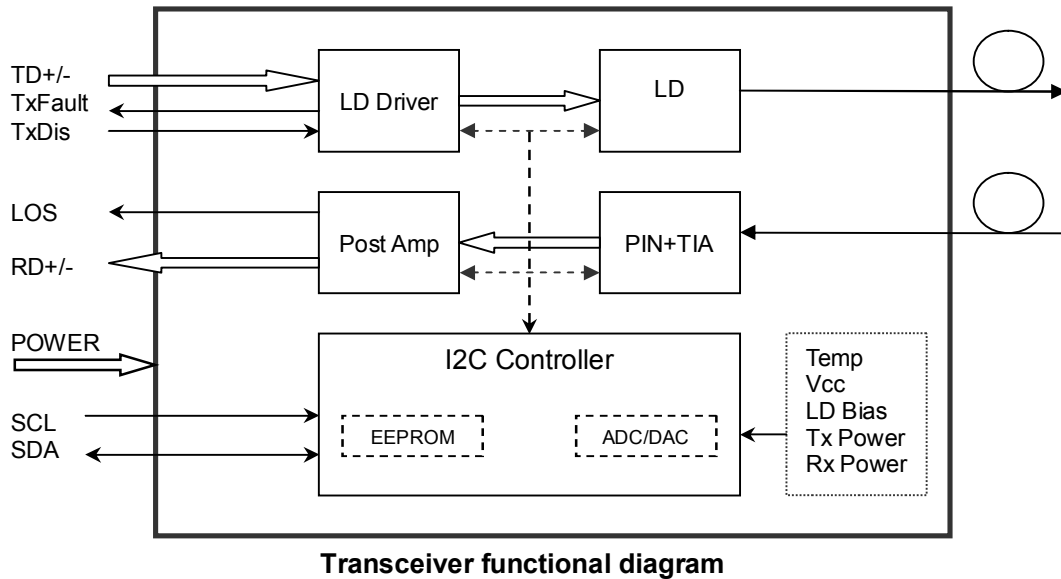 TD+/-
TxFault
TxDis
LD Driver
LD
LOS
RD+/-
Post Amp
PIN+TIA
POWER
SCL
SDA
I2C Controller
EEPROM
ADC/DAC
Temp
Vcc
LD Bias
Tx Power
Rx Power
Transceiver functional diagram